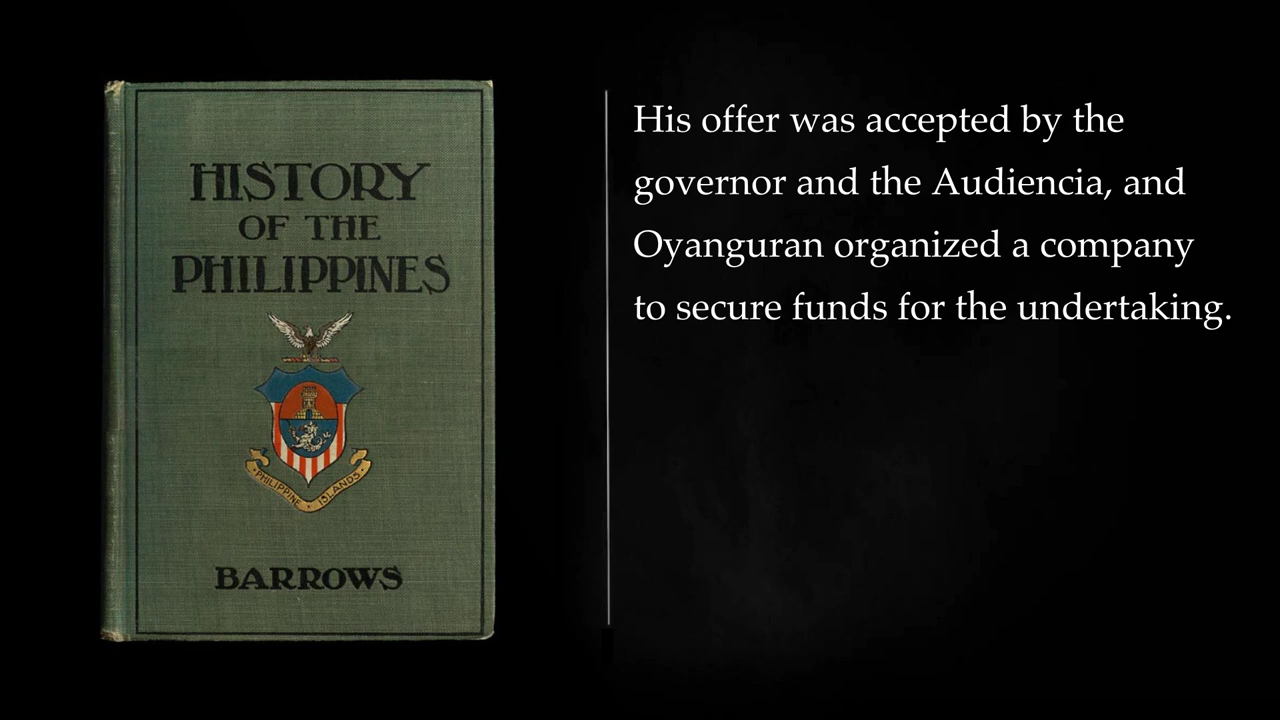 HISTORY
OF THE
PHILIPPINES
PHILIPPINE ISLANDS
BARROWS
His offer was accepted by the
governor and the Audiencia, and
Oyanguran organized a company
to secure funds for the undertaking.